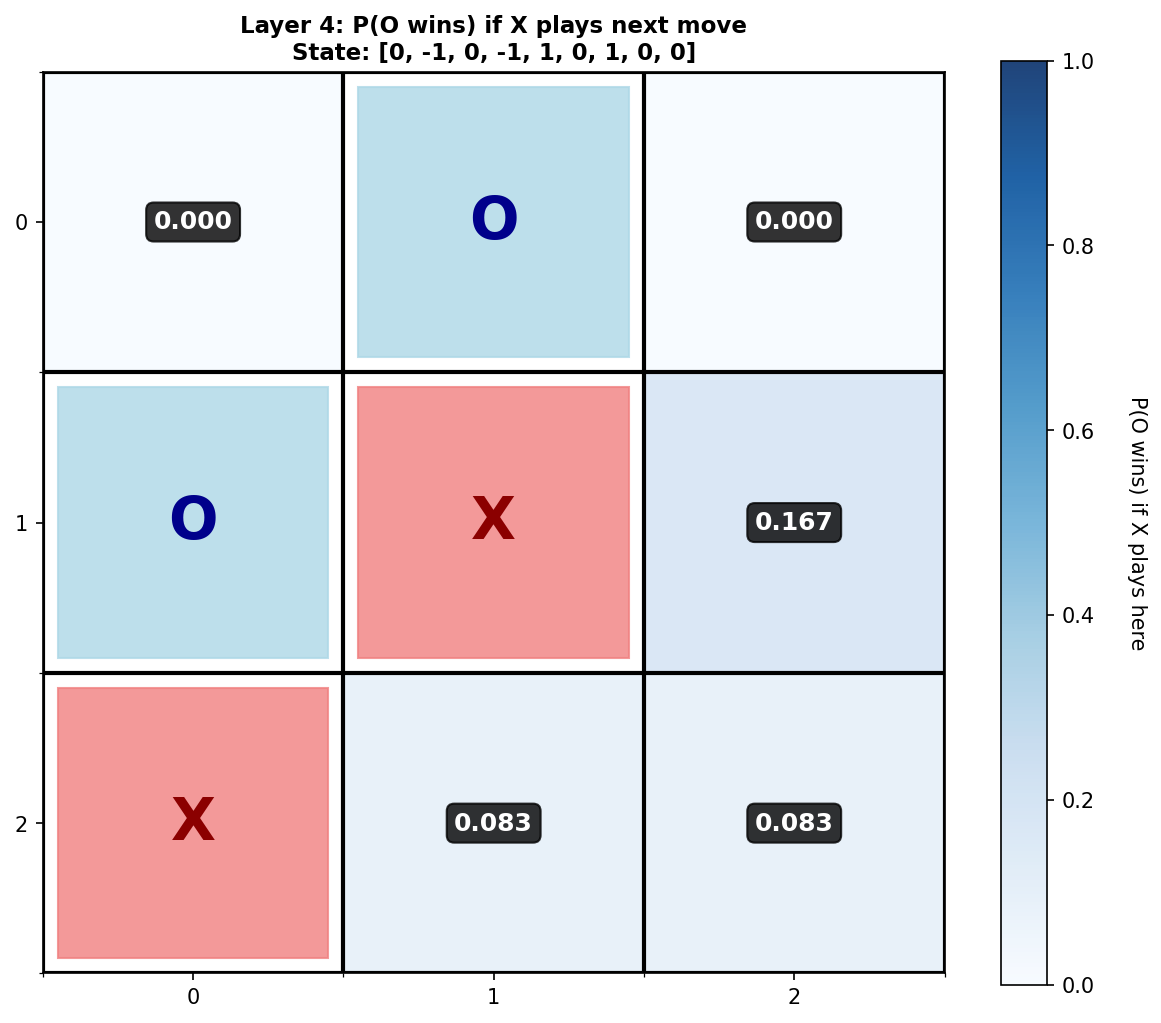 Layer 4: P(O wins) if X plays next move
State: [0, -1, 0, -1, 1, 0, 1, 0, 0]
0.000
O
0.000
O
X
0.167
X
0.083
0.083
0
1
2
0
1
2
1.0
0.8
0.6
0.4
0.2
0.0
P(O wins) if X plays here